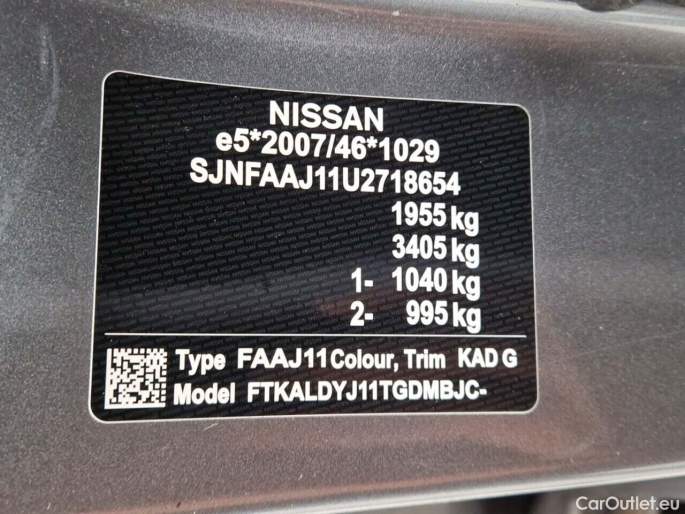 NISSAN
e5*2007/46*1029
SJNFAAJ11U2718654
1955 kg
3405 kg
1- 1040 kg
2- 995 kg
Type FAAJ11 Colour, Trim KAD G
Model FTKALDYJ11TGDMBJC-
CarOutlet.eu